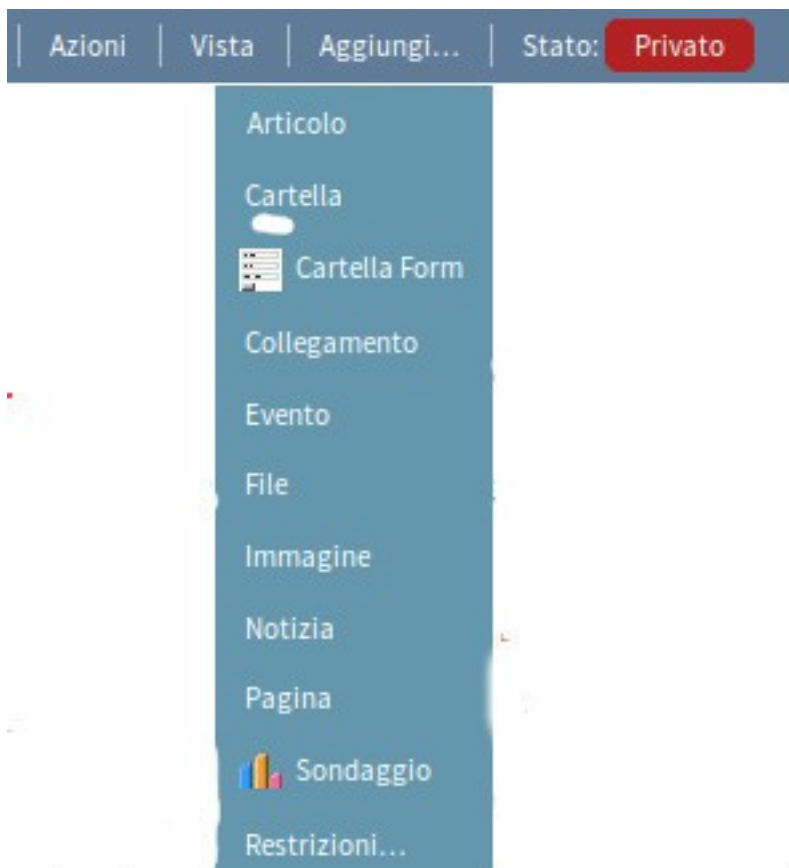 Azioni Vista Aggiungi... Stato: Privato
Articolo
Cartella
Cartella Form
Collegamento
Evento
File
Immagine
Notizia
Pagina
Sondaggio
Restrizioni...